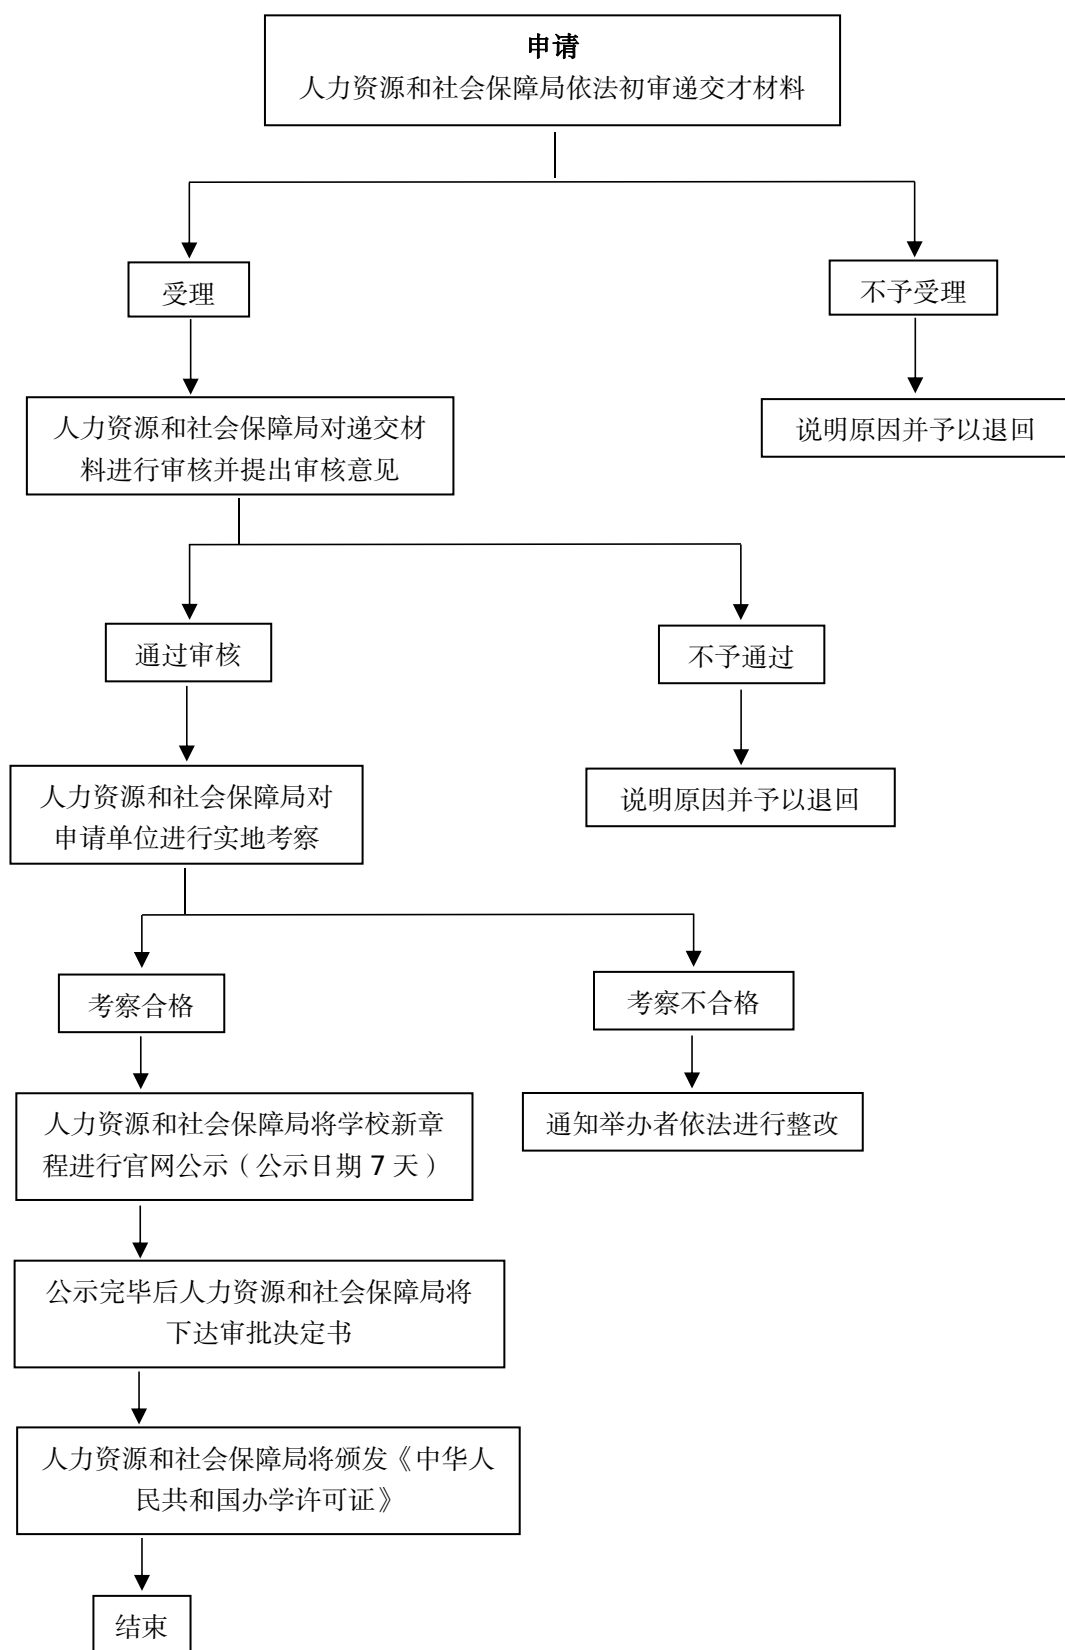 申请
人力资源和社会保障局依法初审递交才材料
受理
不予受理
人力资源和社会保障局对递交材
料进行审核并提出审核意见
说明原因并予以退回
通过审核
不予通过
人力资源和社会保障局对
申请单位进行实地考察
说明原因并予以退回
考察合格
考察不合格
人力资源和社会保障局将学校新章
程进行官网公示（公示日期 7 天）
通知举办者依法进行整改
公示完毕后人力资源和社会保障局将
下达审批决定书
人力资源和社会保障局将颁发《中华人
民共和国办学许可证》
结束